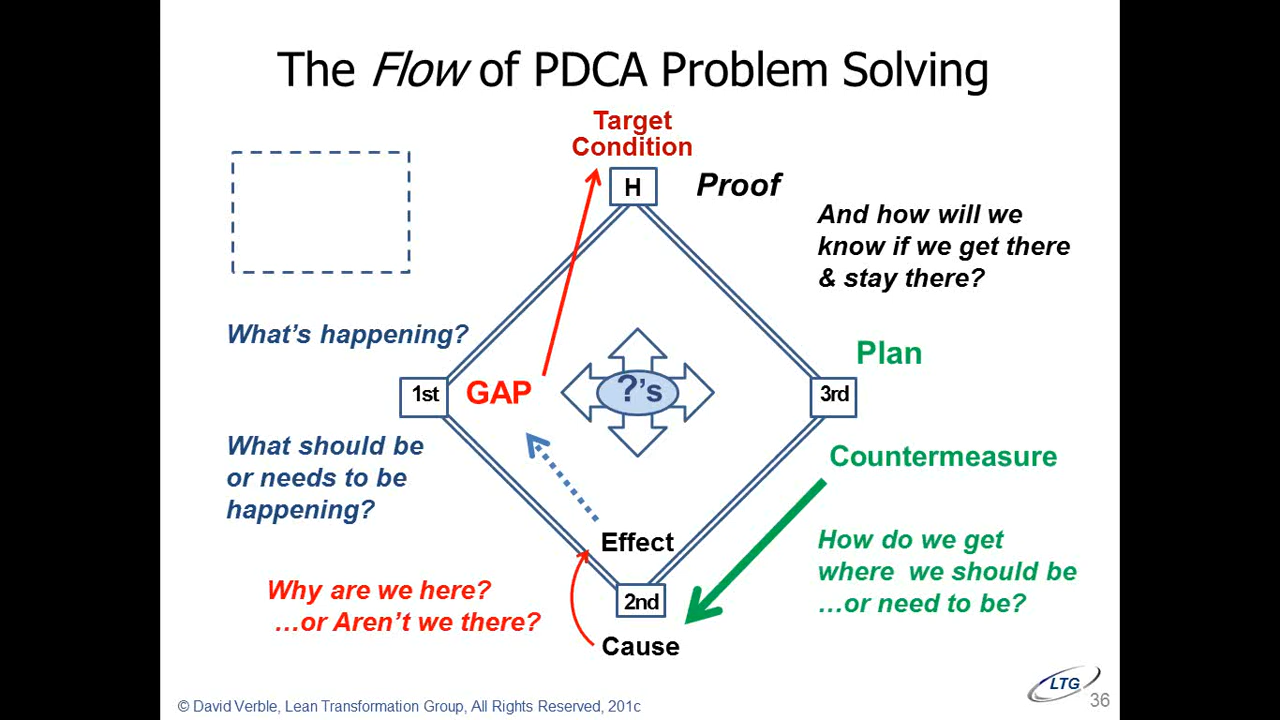 The Flow of PDCA Problem Solving
Target
Condition
H
Proof
And how will we
know if we get there
& stay there?
What's happening?
Plan
1st
GAP
?'s
3rd
What should be
or needs to be
happening?
Countermeasure
Effect
How do we get
where we should be
…or need to be?
Why are we here?
…or Aren't we there?
2nd
Cause
LTG
36
© David Verble, Lean Transformation Group, All Rights Reserved, 201c